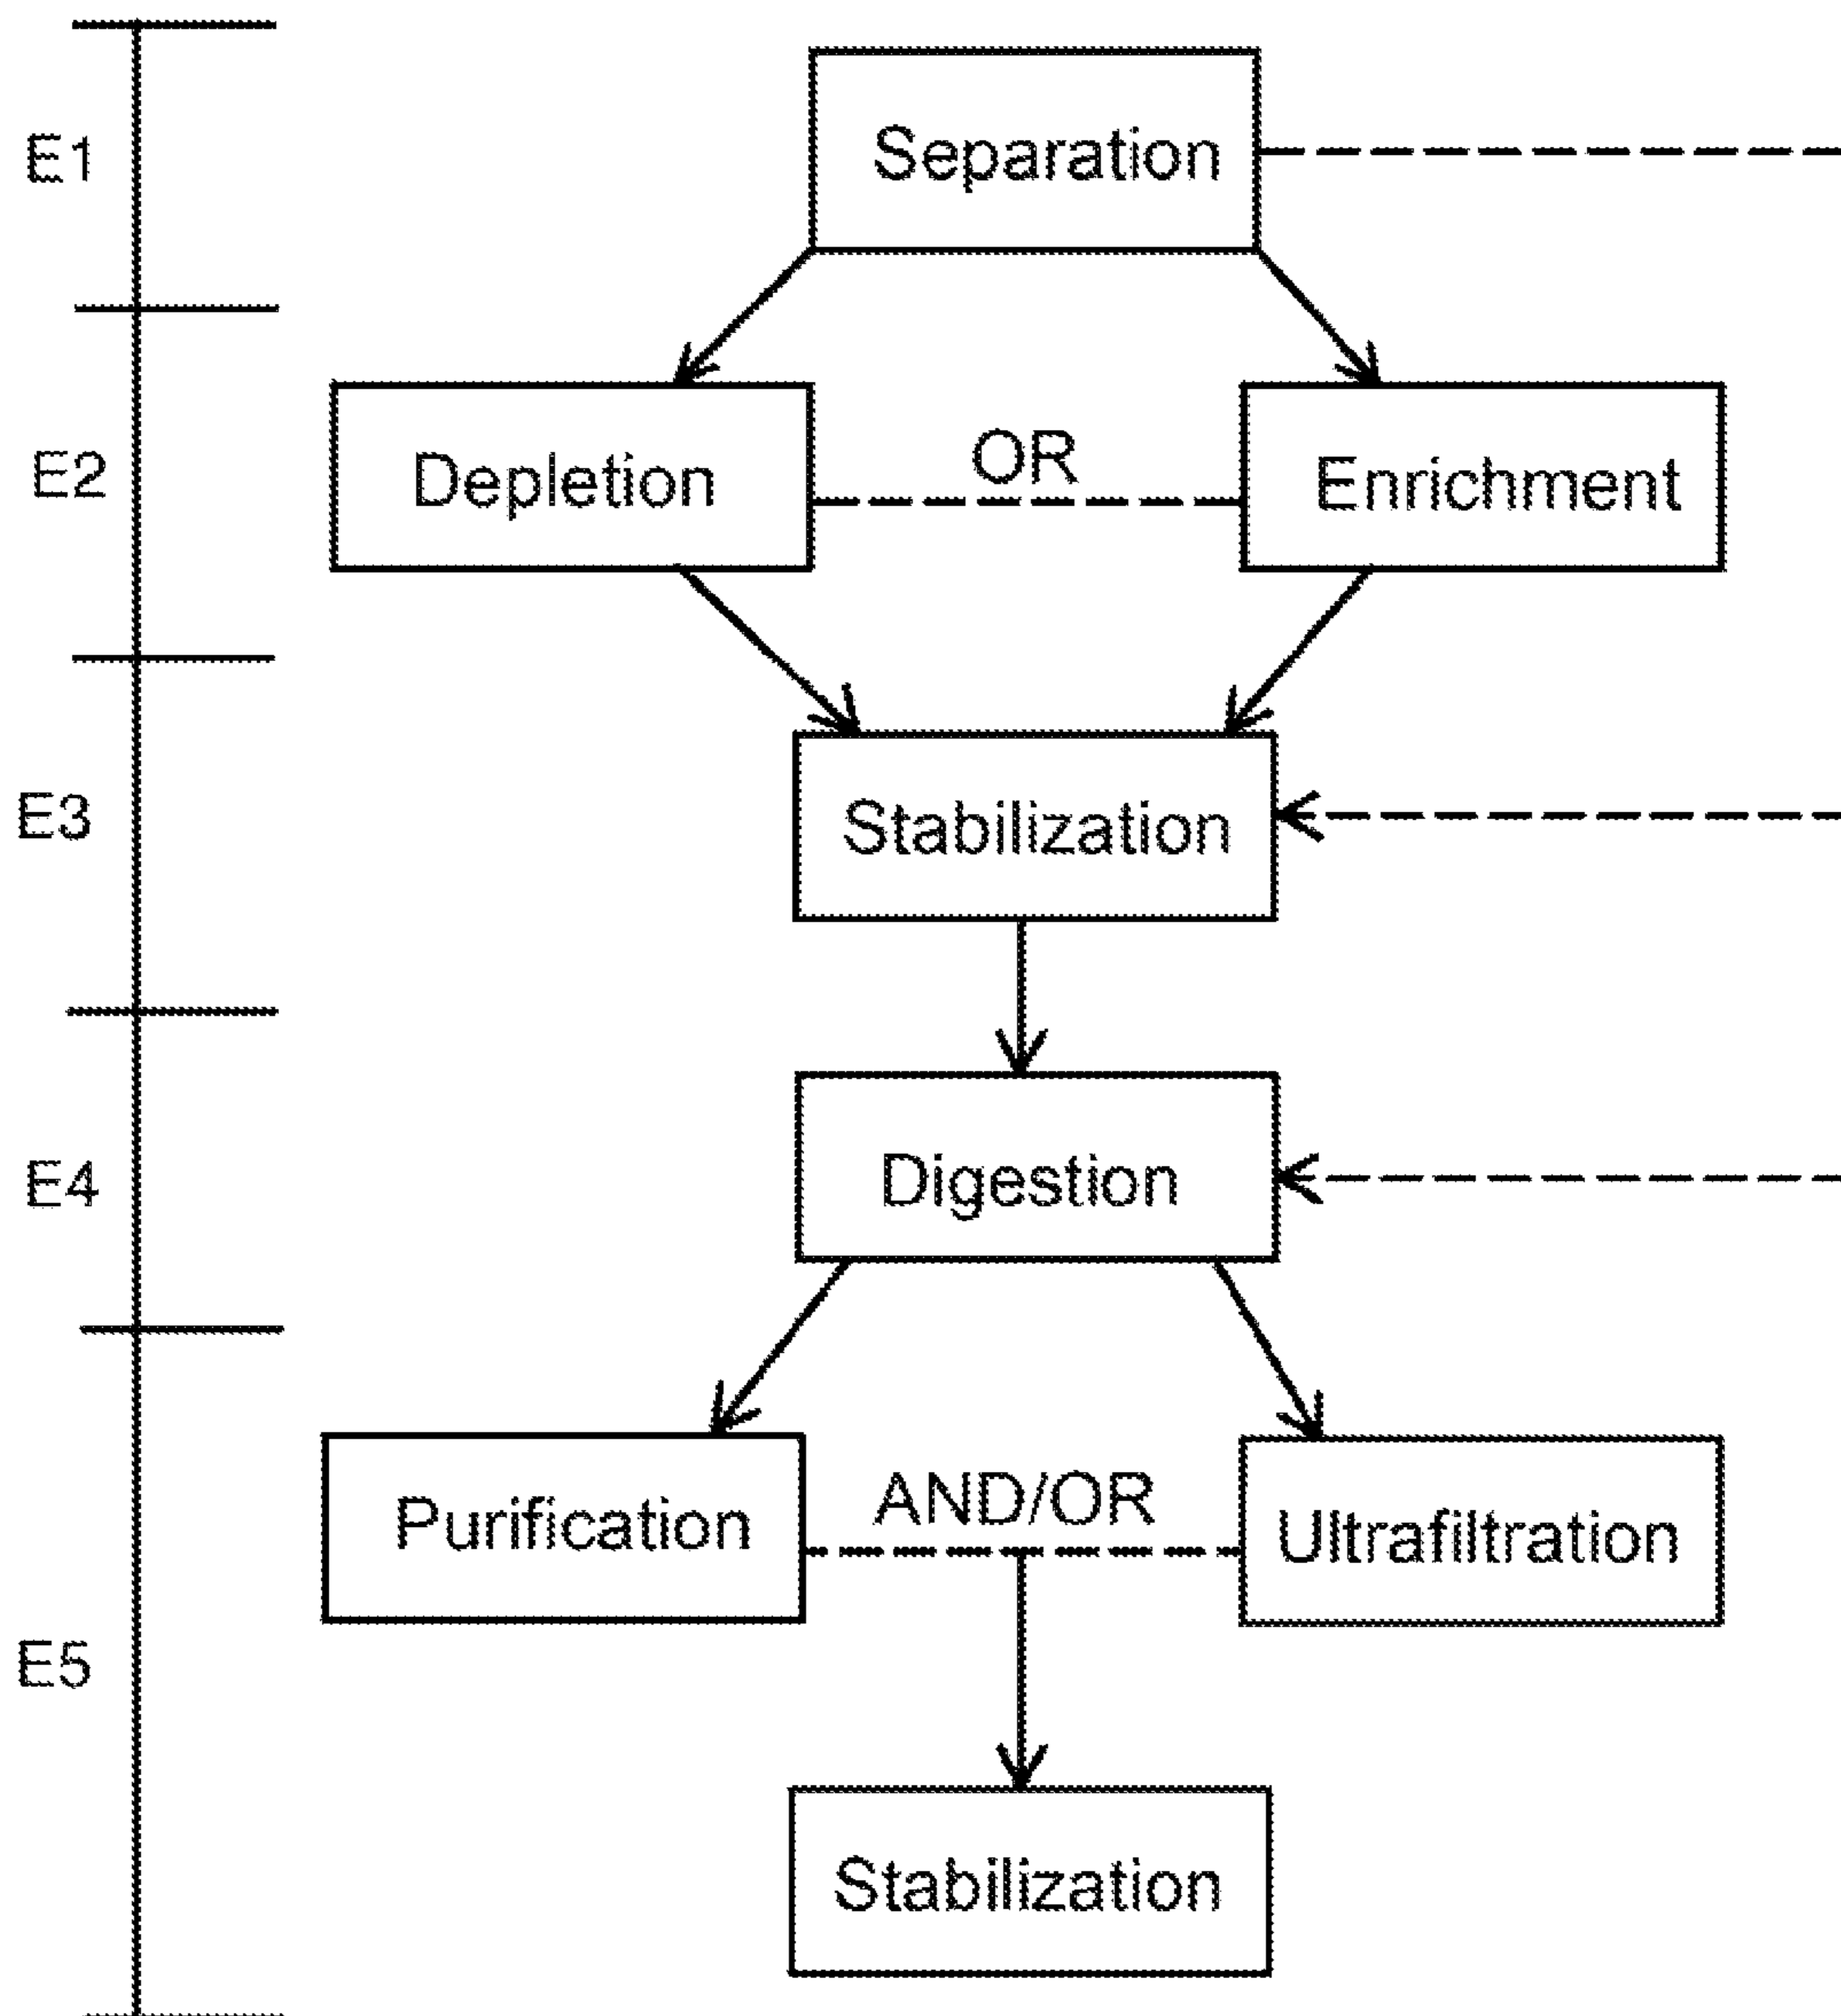 E1
Separation
E2
Depletion
OR
Enrichment
E3
Stabilization
E4
Digestion
E5
Purification
AND/OR
Ultrafiltration
Stabilization